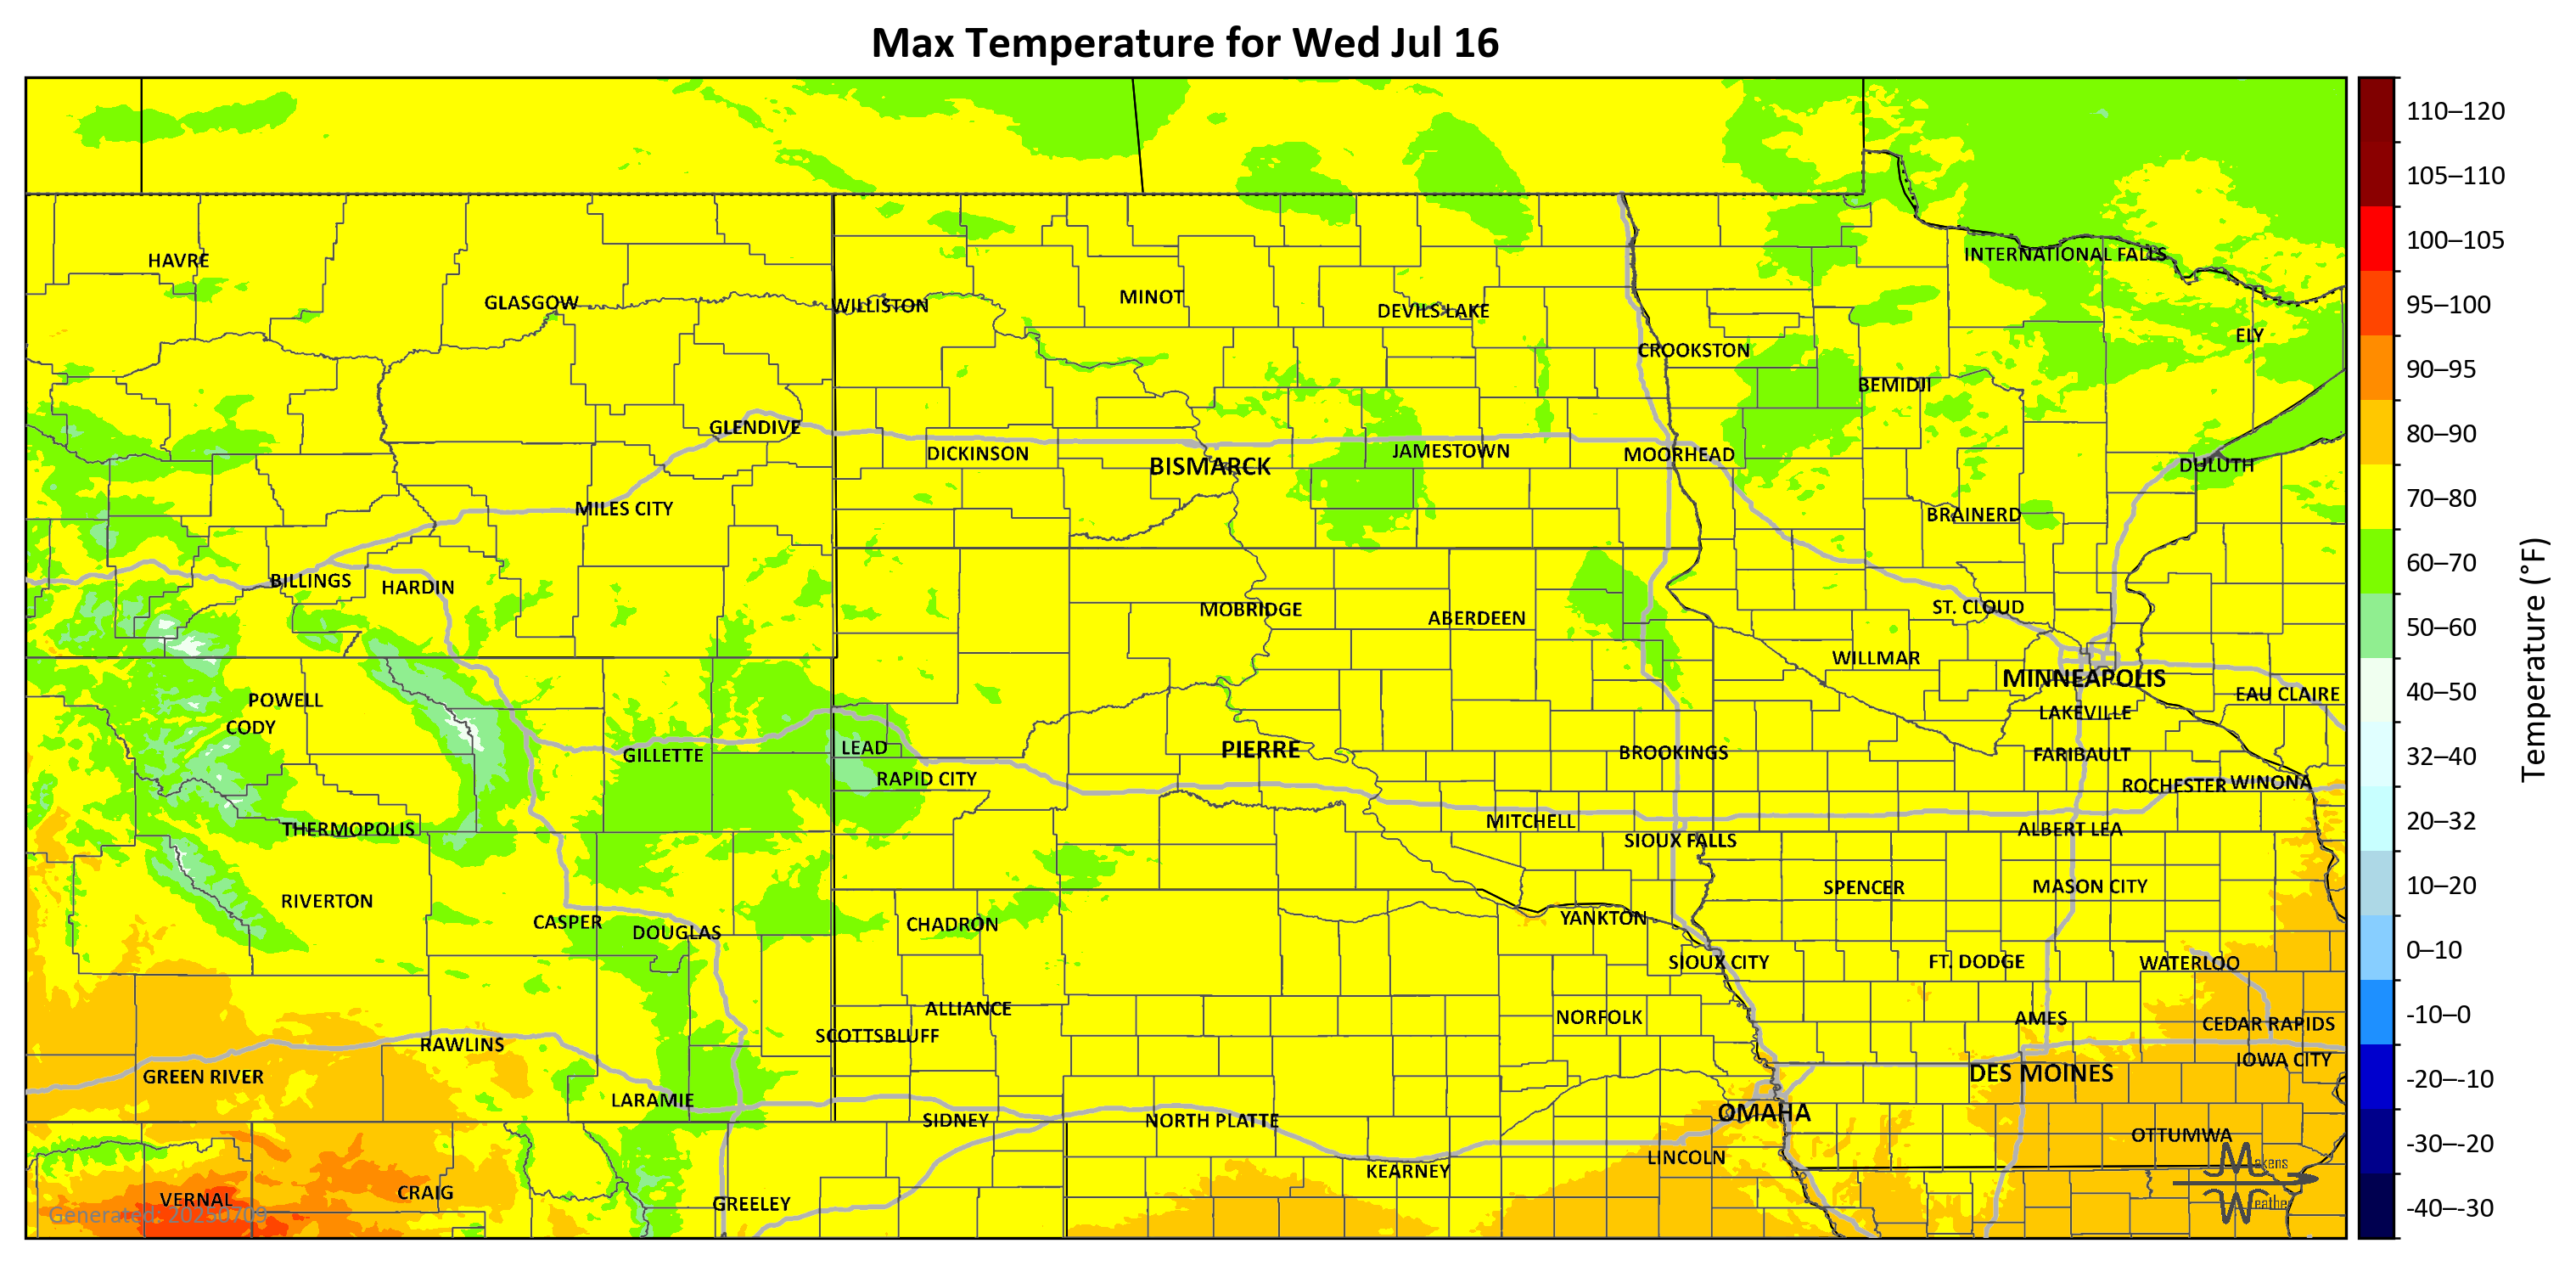 Max Temperature for Wed Jul 16
HAVRE
INTERNATIONAL FALLS
GLASGOW
WILLISTON
MINOT
DEVILS LAKE
ELY
CROOKSTON
BEMIDJI
GLENDIVE
DICKINSON
BISMARCK
JAMESTOWN
MOORHEAD
DULUTH
MILES CITY
BRAINERD
BILLINGS
HARDIN
MOBRIDGE
ABERDEEN
ST. CLOUD
WILLMAR
MINNEAPOLIS
POWELL
EAU CLAIRE
CODY
LAKEVILLE
GILLETTE
LEAD
PIERRE
BROOKINGS
FARIBAULT
RAPID CITY
ROCHESTER
WINONA
THERMOPOLIS
MITCHELL
SIOUX FALLS
ALBERT LEA
RIVERTON
SPENCER
MASON CITY
CASPER
DOUGLAS
CHADRON
YANKTON
SIOUX CITY
FT. DODGE
WATERLOO
ALLIANCE
NORFOLK
AMES
CEDAR RAPIDS
SCOTTSBLUFF
RAWLINS
IOWA CITY
GREEN RIVER
DES MOINES
LARAMIE
SIDNEY
NORTH PLATTE
OMAHA
OTTUMWA
LINCOLN
KEARNEY
VERNAL
CRAIG
GREELEY
Generated: 20250709
Makens
Weather
110–120
105–110
100–105
95–100
90–95
80–90
70–80
60–70
50–60
40–50
32–40
20–32
10–20
0–10
-10–0
-20–-10
-30–-20
-40–-30
Temperature (°F)